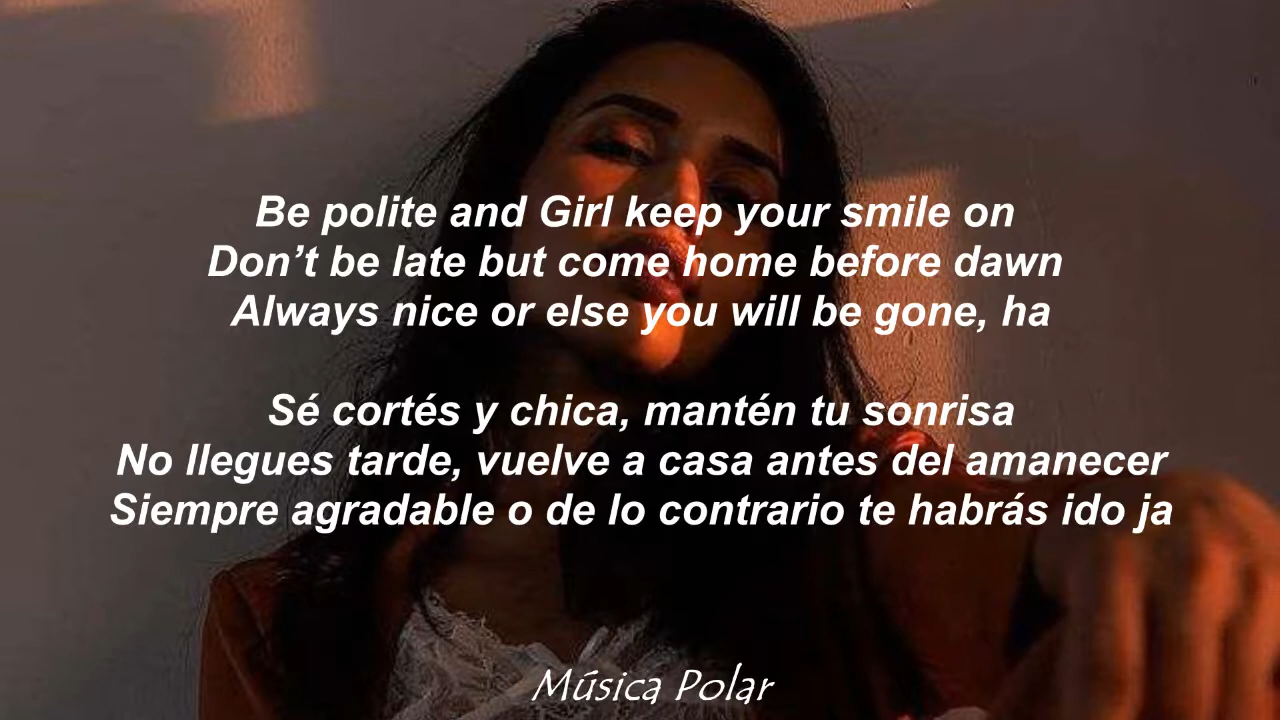 Be polite and Girl keep your smile on
Don’t be late but come home before dawn
Always nice or else you will be gone, ha
Sé cortés y chica, mantén tu sonrisa
No llegues tarde, vuelve a casa antes del amanecer
Siempre agradable o de lo contrario te habrás ido ja
Música Polar